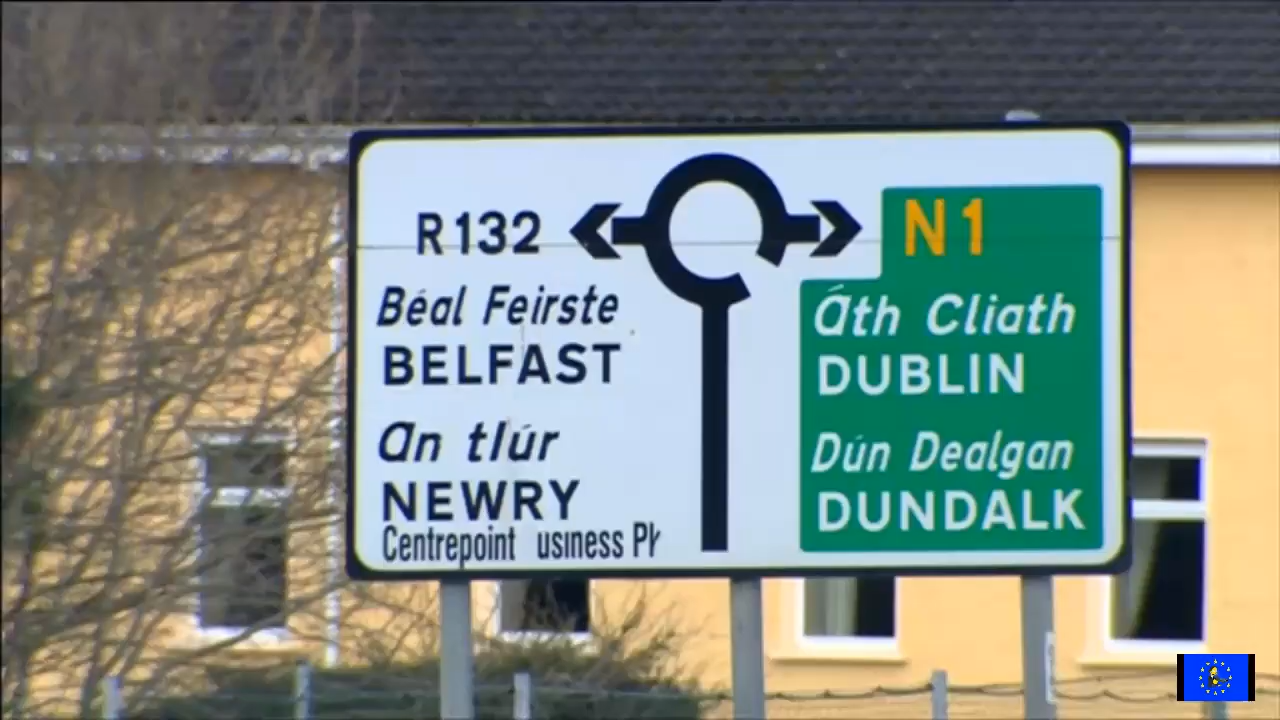 R132
Béal Feirste
BELFAST
An tIúr
NEWRY
Centrepoint
N1
Áth Cliath
DUBLIN
Dún Dealgan
DUNDALK